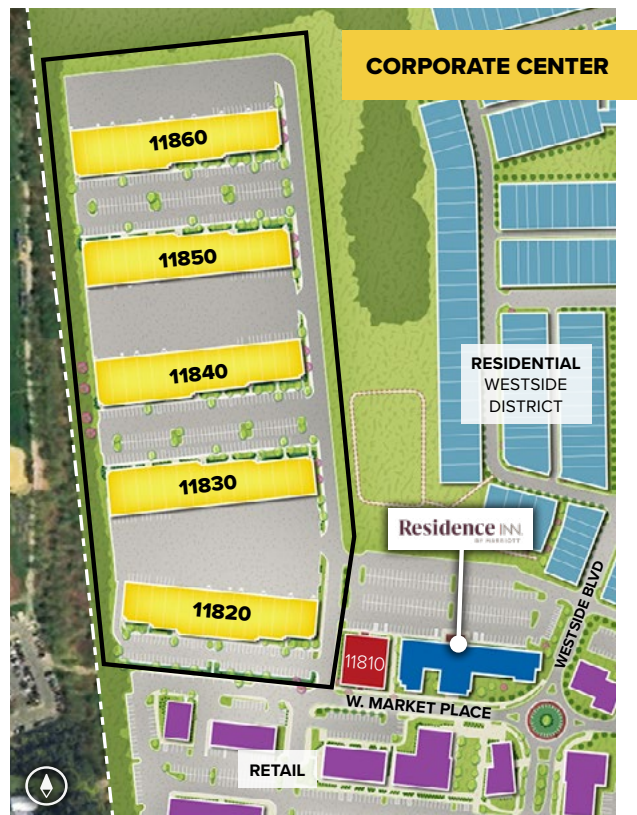 CORPORATE CENTER
11860
11850
11840
RESIDENTIAL
WESTSIDE
DISTRICT
11830
Residence INN.
BY MARRIOTT
11820
WESTSIDE BLVD
11810
W. MARKET PLACE
RETAIL